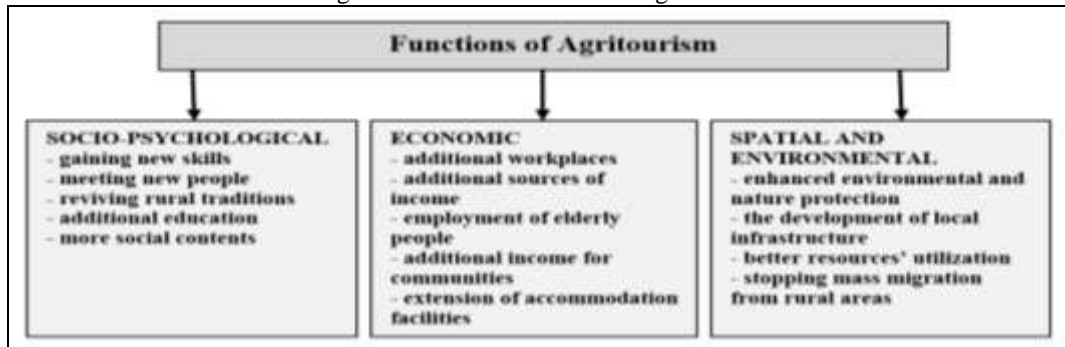 Functions of Agritourism
SOCIO-PSYCHOLOGICAL
- gaining new skills
- meeting new people
- reviving rural traditions
- additional education
- more social contents
ECONOMIC
- additional workplaces
- additional sources of
income
- employment of elderly
people
- additional income for
communities
- extension of accommodation
facilities
SPATIAL AND
ENVIRONMENTAL
- enhanced environmental and
nature protection
- the development of local
infrastructure
- better resources' utilization
- stopping mass migration
from rural areas